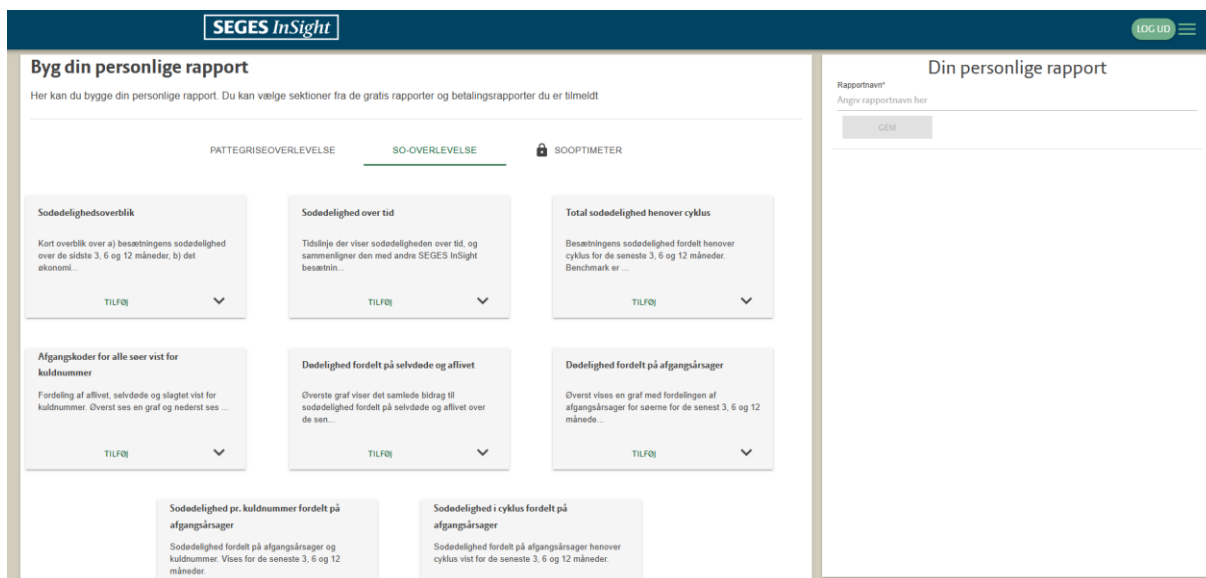 SEGES InSight
LOG UD
Byg din personlige rapport
Her kan du bygge din personlige rapport. Du kan vælge sektioner fra de gratis rapporter og betalingsrapporter du er tilmeldt
PATTEGRISEOVERLEVELSE
SO-OVERLEVELSE
SOOPTIMETER
Sodødelighedsoverblik
Kort overblik over a) besætningens sodødelighed
over de sidste 3, 6 og 12 måneder, b) det
økonomi...
TILFØJ
Sodødelighed over tid
Tidslinje der viser sodødeligheden over tid, og
sammenligner den med andre SEGES InSight
besætnin...
TILFØJ
Total sodødelighed henover cyklus
Besætningens sodødelighed fordelt henover
cyklus for de seneste 3, 6 og 12 måneder.
Benchmark er ...
TILFØJ
Afgangskoder for alle søer vist for
kuldnummer
Fordeling af aflivet, selvdøde og slagtet vist for
kuldnummer. Øverst ses en graf og nederst ses ...
TILFØJ
Dødelighed fordelt på selvdøde og aflivet
Øverste graf viser det samlede bidrag til
sodødelighed fordelt på selvdøde og aflivet over
de sen...
TILFØJ
Dødelighed fordelt på afgangsårsager
Øverst vises en graf med fordelingen af
afgangsårsager for søerne for de senest 3, 6 og 12
månede...
TILFØJ
Sodødelighed pr. kuldnummer fordelt på
afgangsårsager
Sodødelighed fordelt på afgangsårsager og
kuldnummer. Vises for de seneste 3, 6 og 12
måneder.
Sodødelighed i cyklus fordelt på
afgangsårsager
Sodødelighed fordelt på afgangsårsager henover
cyklus vist for de seneste 3, 6 og 12 måneder.
Din personlige rapport
Rapportnavn*
Angiv rapportnavn her
GEM